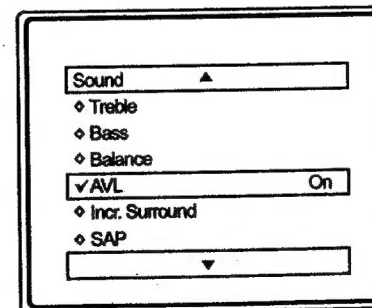 Sound ▲
◇ Treble
◇ Bass
◇ Balance
✓ AVL On
◇ Incr. Surround
◇ SAP
▼